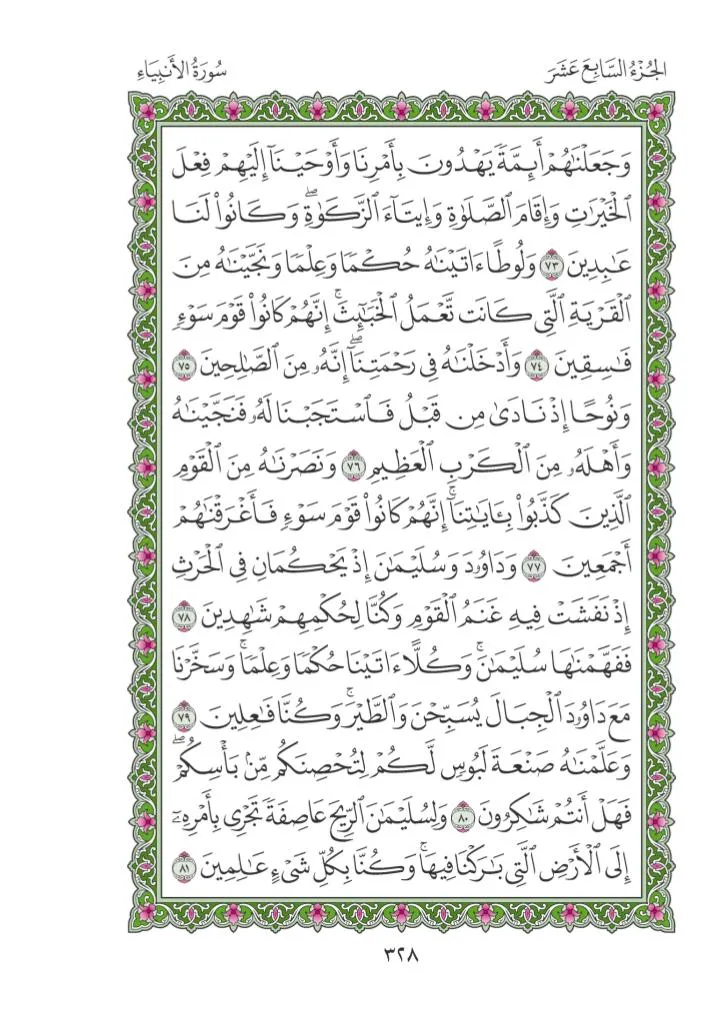 الجُزْءُ السَّابِعَ عَشَرَ
سُورَةُ الأَنبِيَاءِ
وَجَعَلْنَٰهُمْ أَئِمَّةً يَهْدُونَ بِأَمْرِنَا وَأَوْحَيْنَآ إِلَيْهِمْ فِعْلَ
ٱلْخَيْرَٰتِ وَإِقَامَ ٱلصَّلَوٰةِ وَإِيتَآءَ ٱلزَّكَوٰةِۖ وَكَانُوا۟ لَنَا
عَٰبِدِينَ ٧٣ وَلُوطًا ءَاتَيْنَٰهُ حُكْمًا وَعِلْمًا وَنَجَّيْنَٰهُ مِنَ
ٱلْقَرْيَةِ ٱلَّتِى كَانَت تَّعْمَلُ ٱلْخَبَٰٓئِثَۚ إِنَّهُمْ كَانُوا۟ قَوْمَ سَوْءٍ
فَٰسِقِينَ ٧٤ وَأَدْخَلْنَٰهُ فِى رَحْمَتِنَآۖ إِنَّهُۥ مِنَ ٱلصَّٰلِحِينَ ٧٥
وَنُوحًا إِذْ نَادَىٰ مِن قَبْلُ فَٱسْتَجَبْنَا لَهُۥ فَنَجَّيْنَٰهُ
وَأَهْلَهُۥ مِنَ ٱلْكَرْبِ ٱلْعَظِيمِ ٧٦ وَنَصَرْنَٰهُ مِنَ ٱلْقَوْمِ
ٱلَّذِينَ كَذَّبُوا۟ بِـَٔايَٰتِنَآۚ إِنَّهُمْ كَانُوا۟ قَوْمَ سَوْءٍ فَأَغْرَقْنَٰهُمْ
أَجْمَعِينَ ٧٧ وَدَاوُۥدَ وَسُلَيْمَٰنَ إِذْ يَحْكُمَانِ فِى ٱلْحَرْثِ
إِذْ نَفَشَتْ فِيهِ غَنَمُ ٱلْقَوْمِ وَكُنَّا لِحُكْمِهِمْ شَٰهِدِينَ ٧٨
فَفَهَّمْنَٰهَا سُلَيْمَٰنَۚ وَكُلًّا ءَاتَيْنَا حُكْمًا وَعِلْمًاۚ وَسَخَّرْنَا
مَعَ دَاوُۥدَ ٱلْجِبَالَ يُسَبِّحْنَ وَٱلطَّيْرَۚ وَكُنَّا فَٰعِلِينَ ٧٩
وَعَلَّمْنَٰهُ صَنْعَةَ لَبُوسٍ لَّكُمْ لِتُحْصِنَكُم مِّنۢ بَأْسِكُمْۖ
فَهَلْ أَنتُمْ شَٰكِرُونَ ٨٠ وَلِسُلَيْمَٰنَ ٱلرِّيحَ عَاصِفَةً تَجْرِى بِأَمْرِهِۦٓ
إِلَى ٱلْأَرْضِ ٱلَّتِى بَٰرَكْنَا فِيهَاۚ وَكُنَّا بِكُلِّ شَىْءٍ عَٰلِمِينَ ٨١
٣٢٨